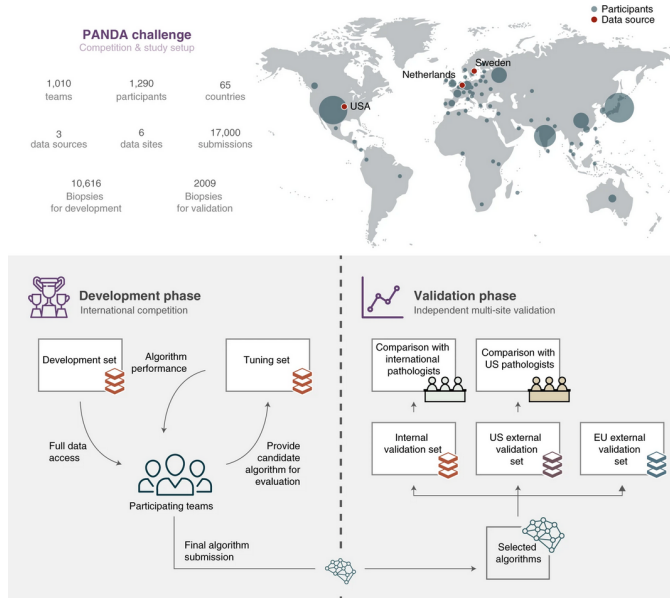 PANDA challenge
Competition & study setup
1,010
teams
1,290
participants
65
countries
3
data sources
6
data sites
17,000
submissions
10,616
Biopsies
for development
2009
Biopsies
for validation
Participants
Data source
Sweden
Netherlands
USA
Development phase
International competition
Development set
Algorithm
performance
Tuning set
Full data
access
Provide
candidate
algorithm for
evaluation
Participating teams
Final algorithm
submission
Validation phase
Independent multi-site validation
Comparison with
international
pathologists
Comparison with
US pathologists
Internal
validation set
US external
validation
set
EU external
validation
set
Selected
algorithms